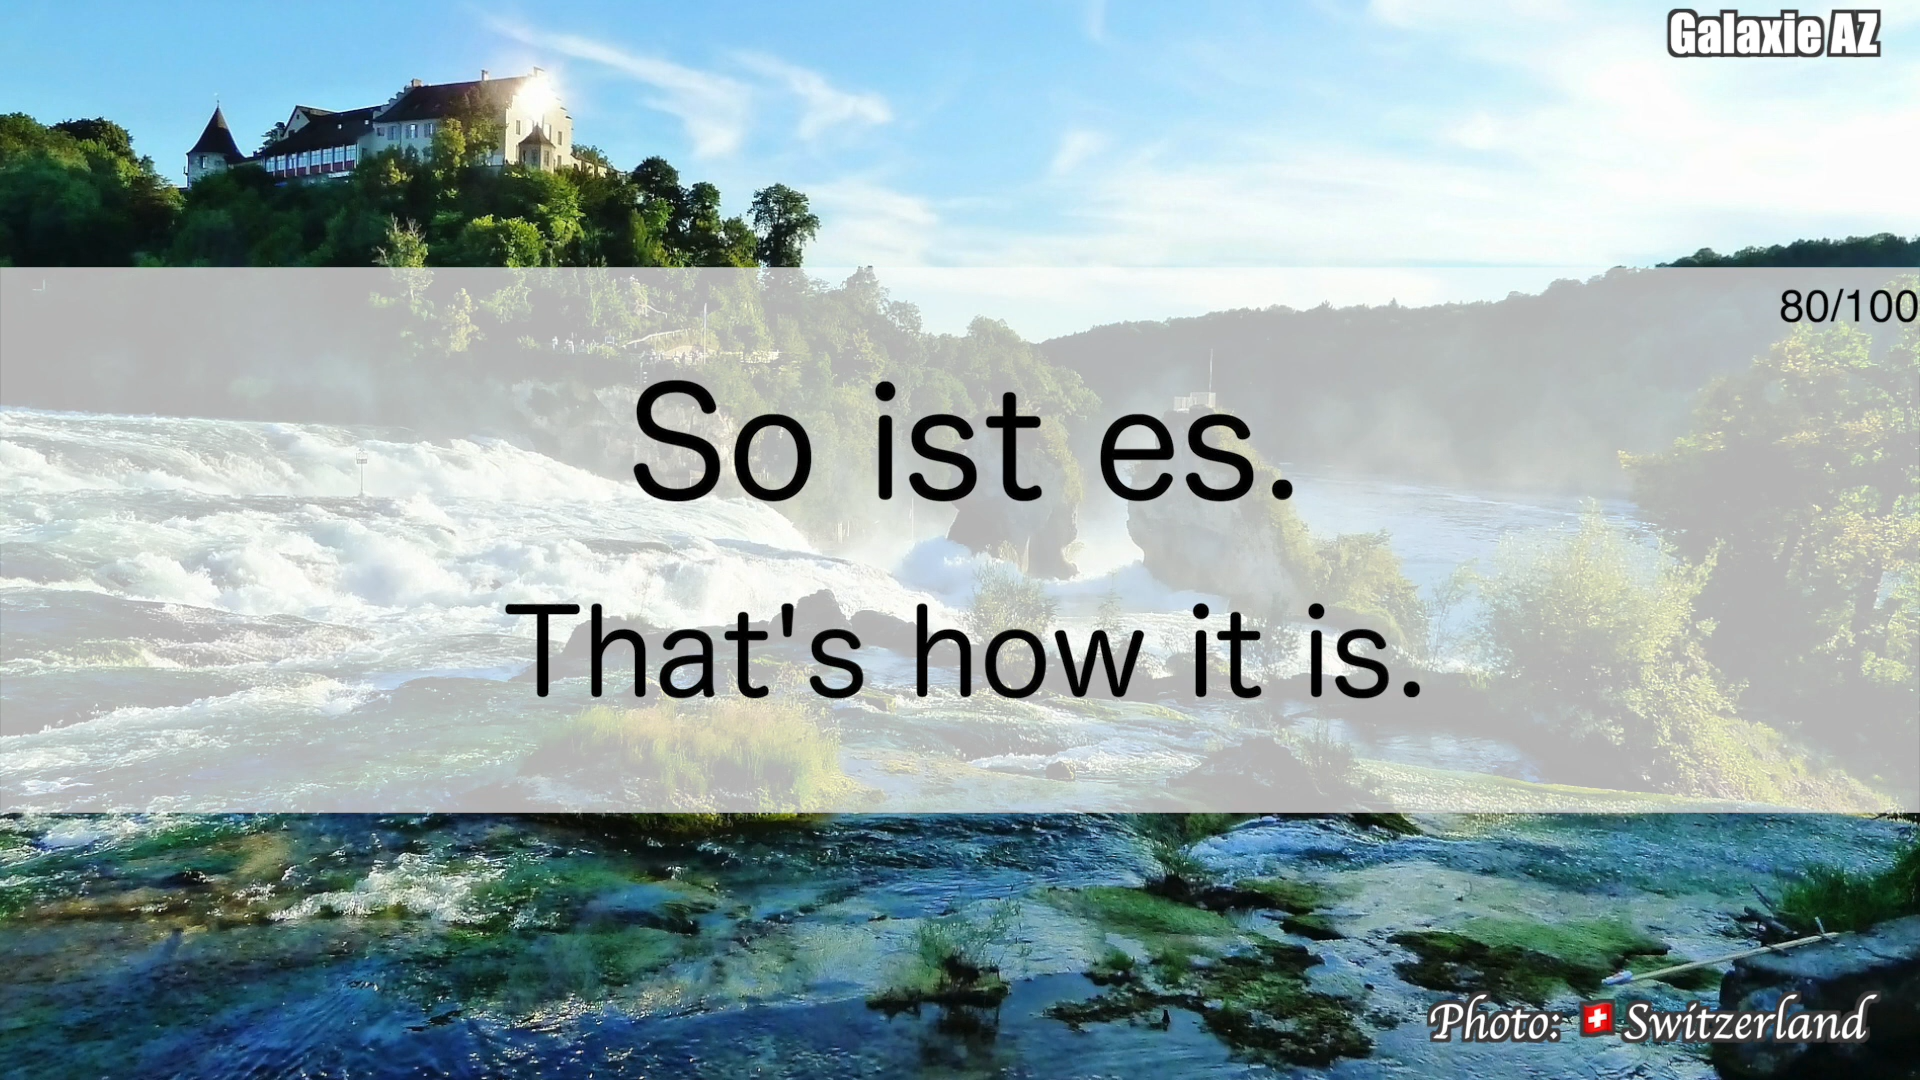 Galaxie AZ
80/100
So ist es.
That's how it is.
Photo: 🇨🇭 Switzerland